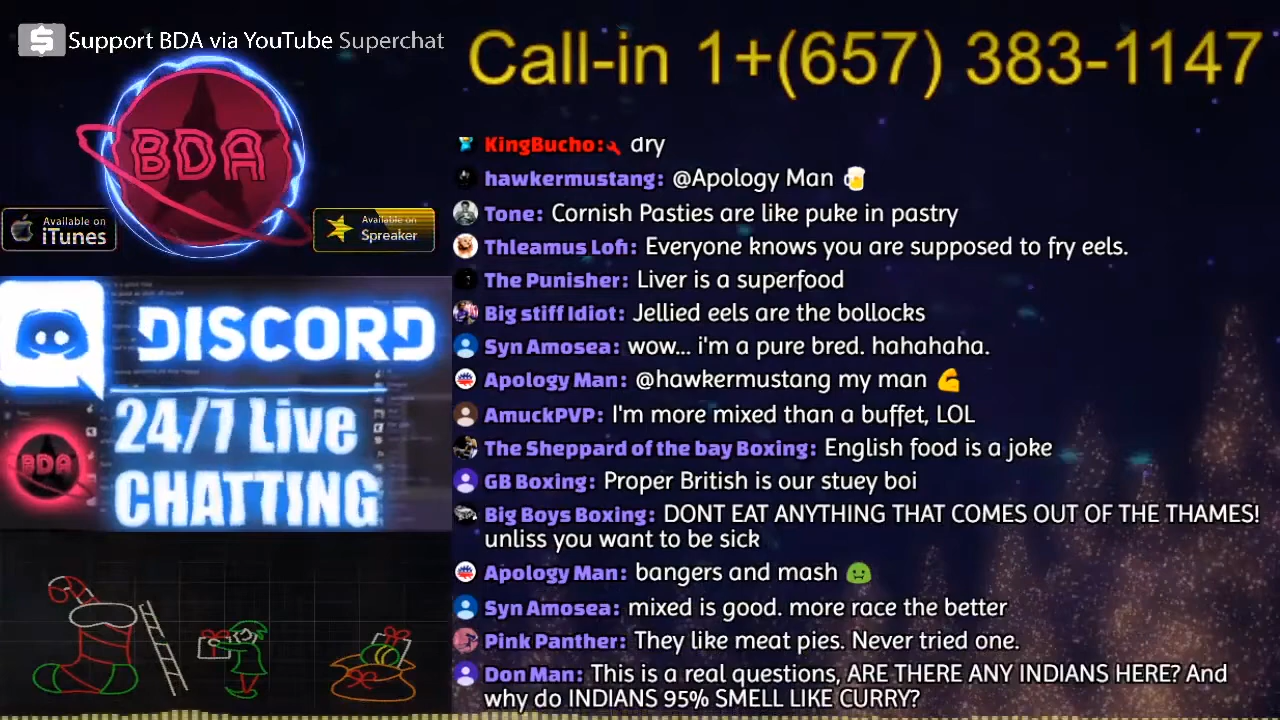 Support BDA via YouTube Superchat
BDA
Available on
iTunes
Available on
Spreaker
DISCORD
24/7 Live
CHATTING
BDA
Call-in 1+(657) 383-1147
KingBucho: dry
hawkermustang: @Apology Man 🍺
Tone: Cornish Pasties are like puke in pastry
Thleamus Lofi: Everyone knows you are supposed to fry eels.
The Punisher: Liver is a superfood
Big stiff Idiot: Jellied eels are the bollocks
Syn Amosea: wow... i'm a pure bred. hahahaha.
Apology Man: @hawkermustang my man 💪
AmuckPVP: I'm more mixed than a buffet, LOL
The Sheppard of the bay Boxing: English food is a joke
GB Boxing: Proper British is our stuey boi
Big Boys Boxing: DONT EAT ANYTHING THAT COMES OUT OF THE THAMES!
unliss you want to be sick
Apology Man: bangers and mash 🤢
Syn Amosea: mixed is good. more race the better
Pink Panther: They like meat pies. Never tried one.
Don Man: This is a real questions, ARE THERE ANY INDIANS HERE? And
why do INDIANS 95% SMELL LIKE CURRY?